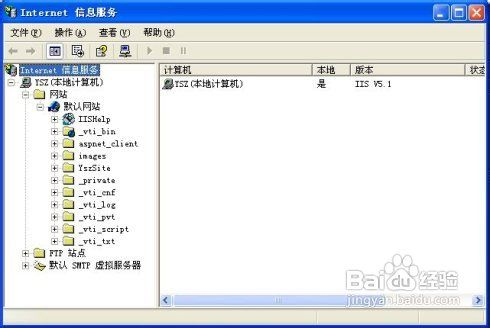 Internet 信息服务
文件(F) 操作(A) 查看(V) 帮助(H)
Internet 信息服务
YSZ(本地计算机)
网站
默认网站
IISHelp
_vti_bin
aspnet_client
images
YszSite
_private
_vti_cnf
_vti_log
_vti_pvt
_vti_script
_vti_txt
FTP 站点
默认 SMTP 虚拟服务器
计算机 本地 版本 状态
YSZ(本地计算机) 是 IIS V5.1
Baidu 经验
jingyan.baidu.com